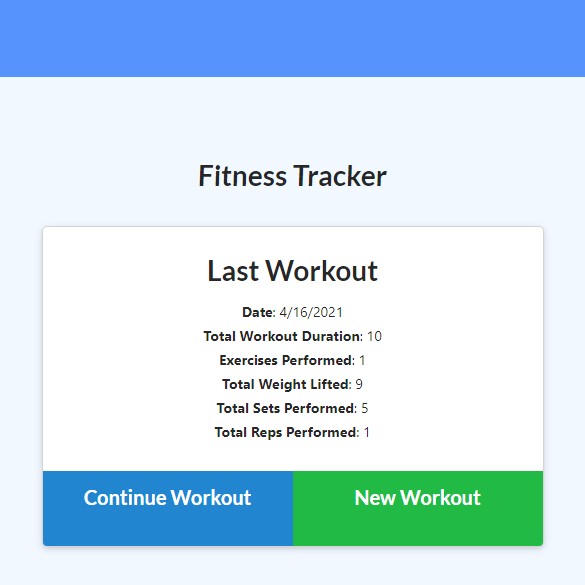 Fitness Tracker
Last Workout
Date: 4/16/2021
Total Workout Duration: 10
Exercises Performed: 1
Total Weight Lifted: 9
Total Sets Performed: 5
Total Reps Performed: 1
Continue Workout
New Workout